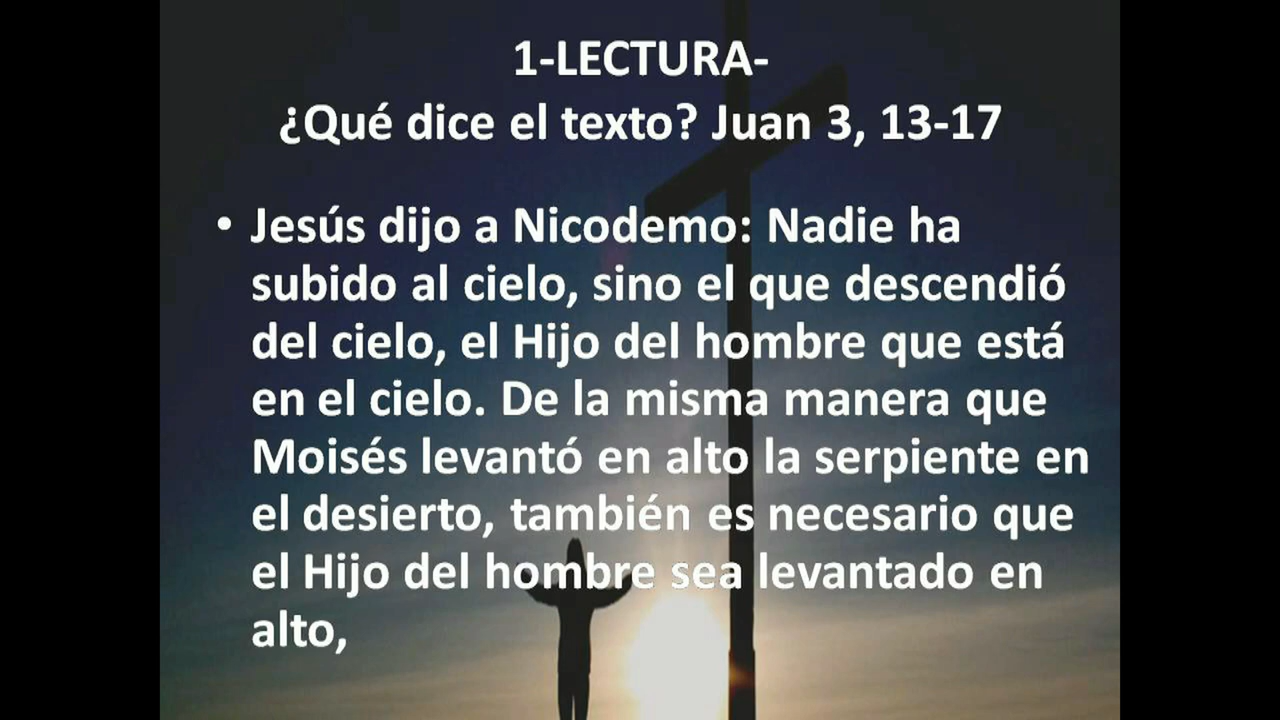 1-LECTURA-
¿Qué dice el texto? Juan 3, 13-17
• Jesús dijo a Nicodemo: Nadie ha
subido al cielo, sino el que descendió
del cielo, el Hijo del hombre que está
en el cielo. De la misma manera que
Moisés levantó en alto la serpiente en
el desierto, también es necesario que
el Hijo del hombre sea levantado en
alto,